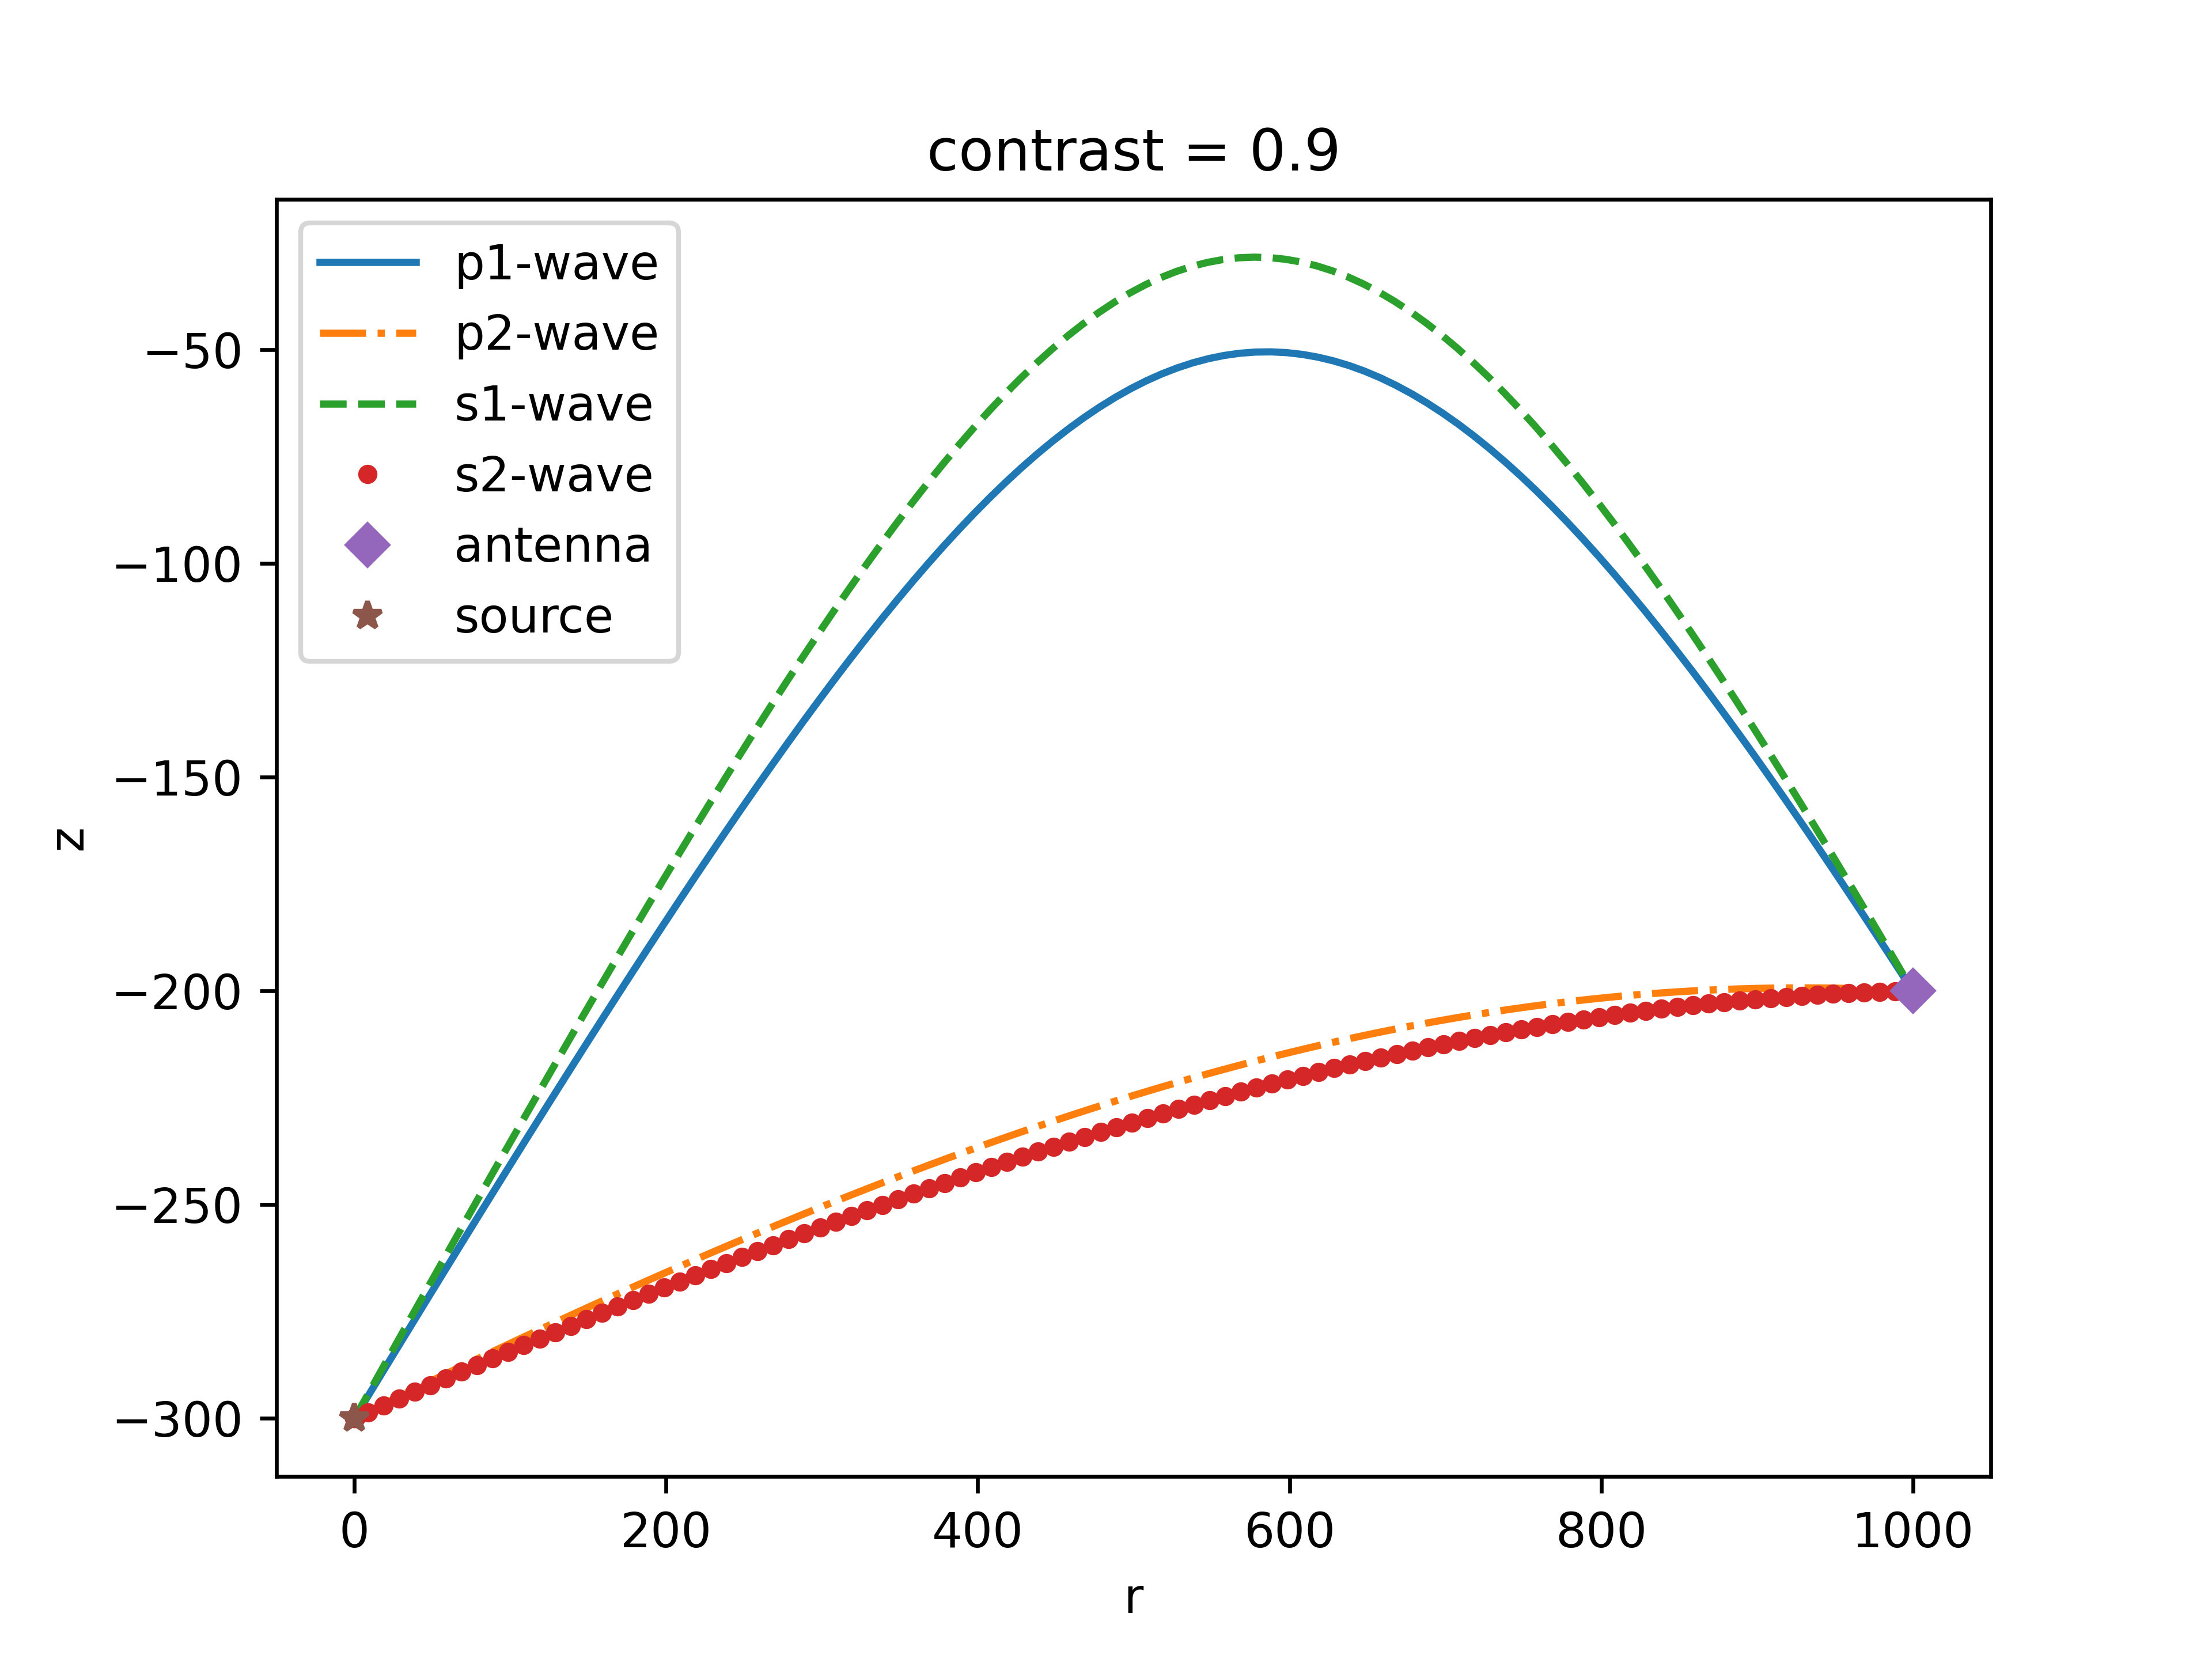 contrast = 0.9
p1-wave
p2-wave
s1-wave
s2-wave
antenna
source
−50
−100
−150
−200
−250
−300
z
0 200 400 600 800 1000
r